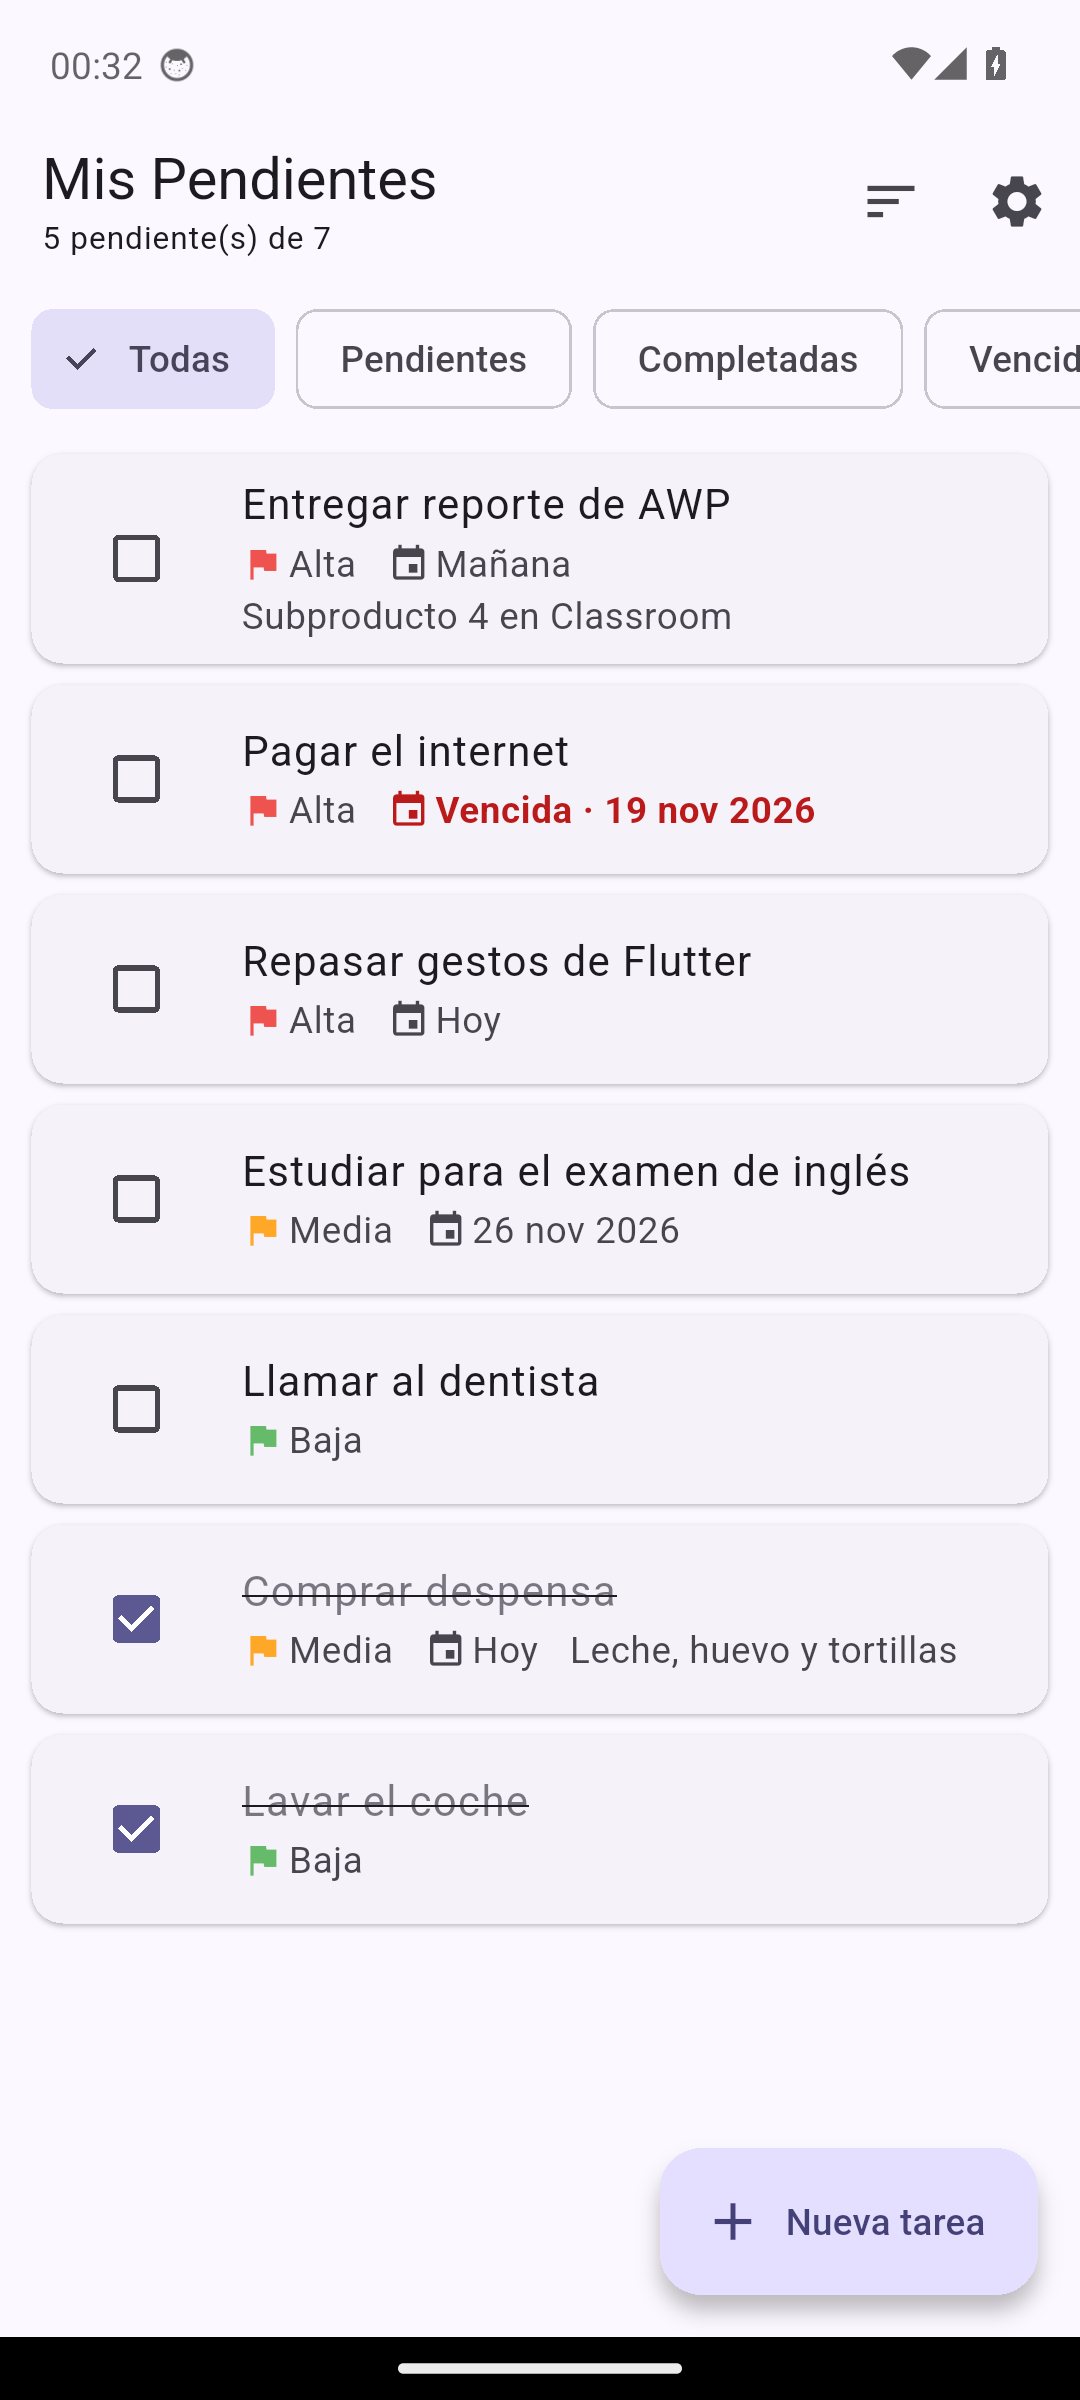 00:32
Mis Pendientes
5 pendiente(s) de 7
Todas Pendientes Completadas Vencid
Entregar reporte de AWP
Alta Mañana
Subproducto 4 en Classroom
Pagar el internet
Alta Vencida · 19 nov 2026
Repasar gestos de Flutter
Alta Hoy
Estudiar para el examen de inglés
Media 26 nov 2026
Llamar al dentista
Baja
Comprar despensa
Media Hoy Leche, huevo y tortillas
Lavar el coche
Baja
Nueva tarea